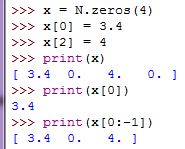 >>> x = N.zeros(4)
>>> x[0] = 3.4
>>> x[2] = 4
>>> print(x)
[ 3.4  0.   4.   0. ]
>>> print(x[0])
3.4
>>> print(x[0:-1])
[ 3.4  0.   4. ]